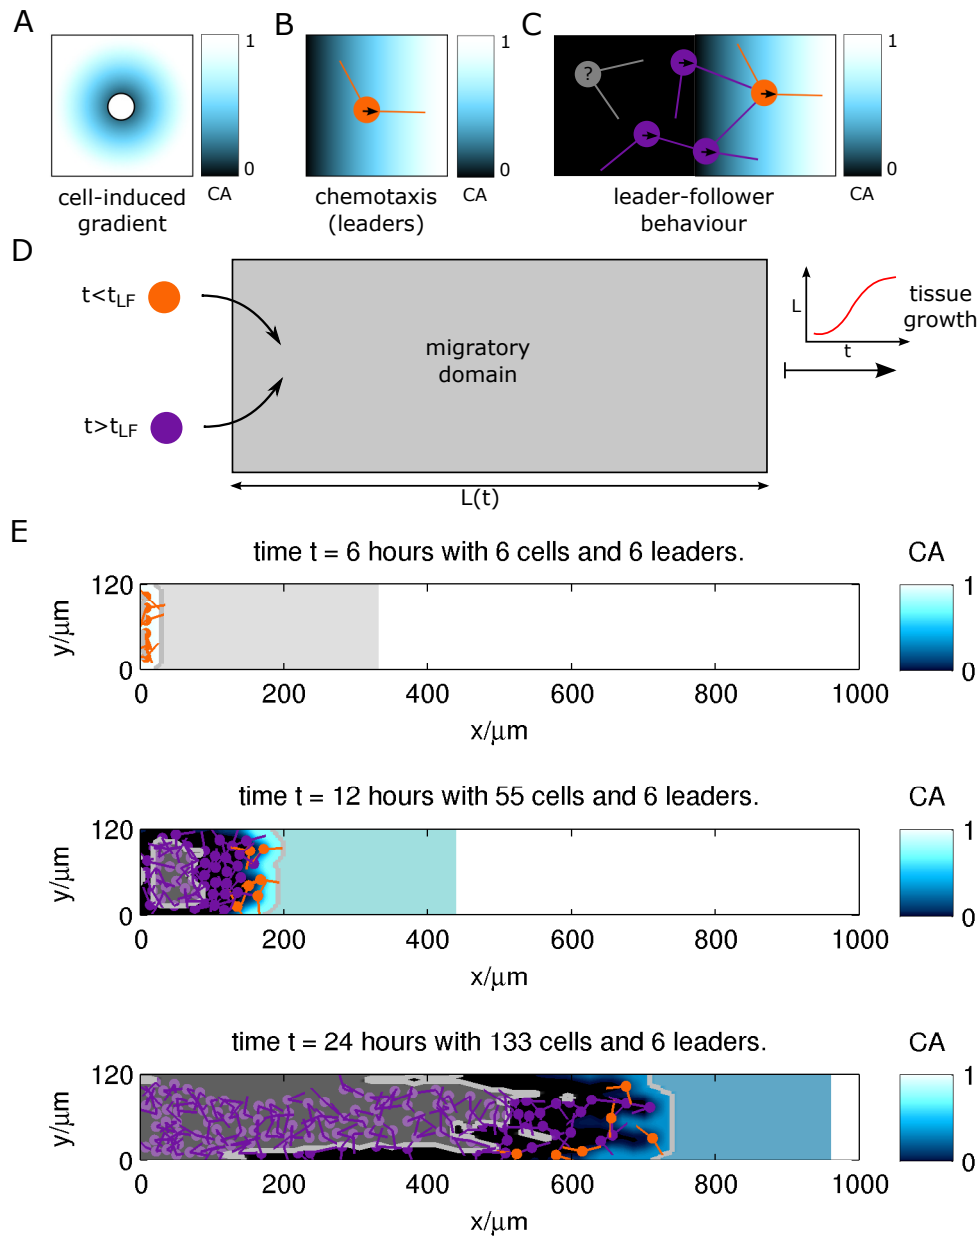 A
1
0
CA
cell-induced
gradient
B
1
0
CA
chemotaxis
(leaders)
C
?
1
0
CA
leader-follower
behaviour
D
t<tLF
t>tLF
migratory
domain
L(t)
L
t
tissue
growth
E
time t = 6 hours with 6 cells and 6 leaders.
CA
120
0
y/μm
0 200 400 600 800 1000
x/μm
1
0
time t = 12 hours with 55 cells and 6 leaders.
CA
120
0
y/μm
0 200 400 600 800 1000
x/μm
1
0
time t = 24 hours with 133 cells and 6 leaders.
CA
120
0
y/μm
0 200 400 600 800 1000
x/μm
1
0